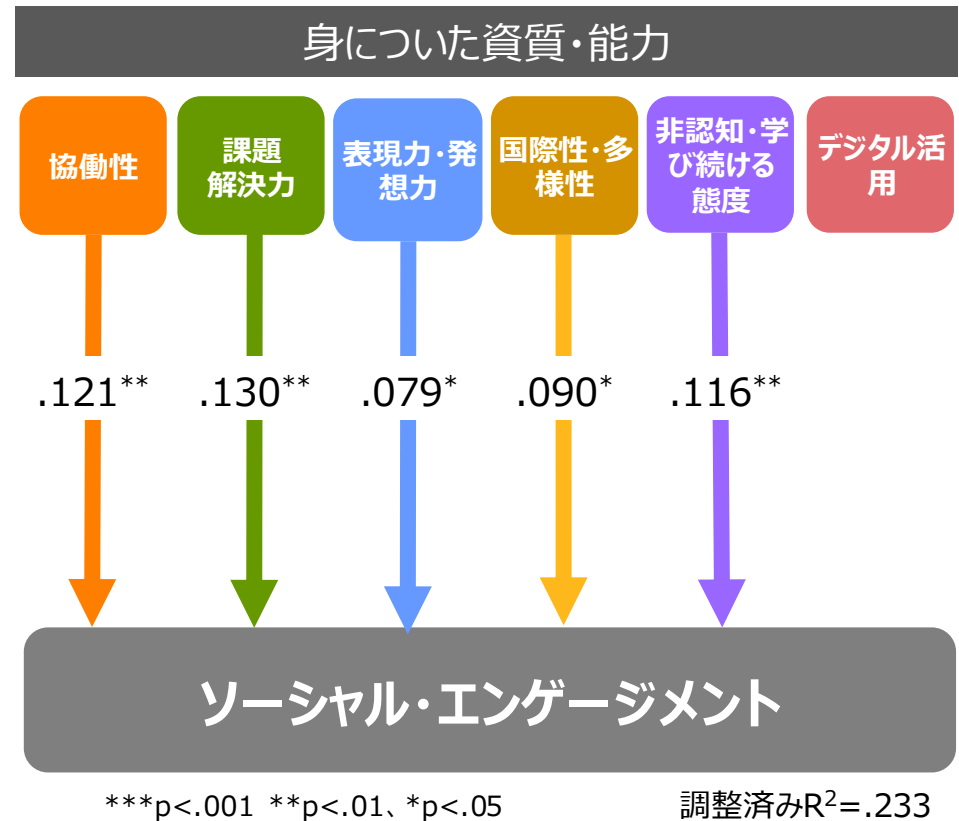 身についた資質・能力
協働性
課題
解決力
表現力・発
想力
国際性・多
様性
非認知・学
び続ける
態度
デジタル活
用
.121**
.130**
.079*
.090*
.116**
ソーシャル・エンゲージメント
***p<.001 **p<.01、*p<.05
調整済みR²=.233